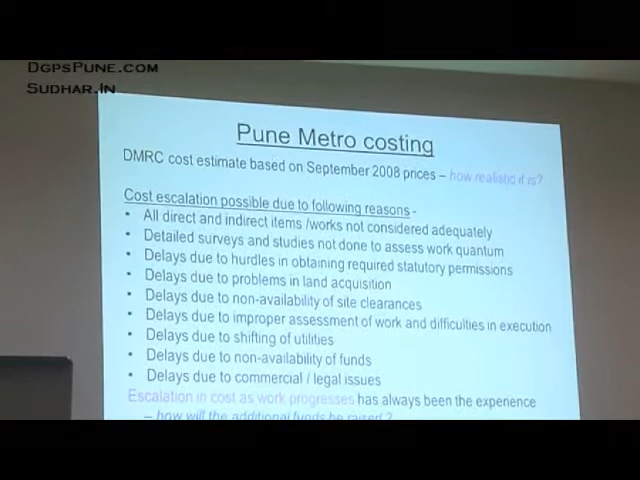 DGPSPUNE.COM
SUDHAR.IN
Pune Metro costing
DMRC cost estimate based on September 2008 prices – how realistic it is?
Cost escalation possible due to following reasons -
• All direct and indirect items /works not considered adequately
• Detailed surveys and studies not done to assess work quantum
• Delays due to hurdles in obtaining required statutory permissions
• Delays due to problems in land acquisition
• Delays due to non-availability of site clearances
• Delays due to improper assessment of work and difficulties in execution
• Delays due to shifting of utilities
• Delays due to non-availability of funds
• Delays due to commercial / legal issues
Escalation in cost as work progresses has always been the experience
– how will the additional funds be raised ?